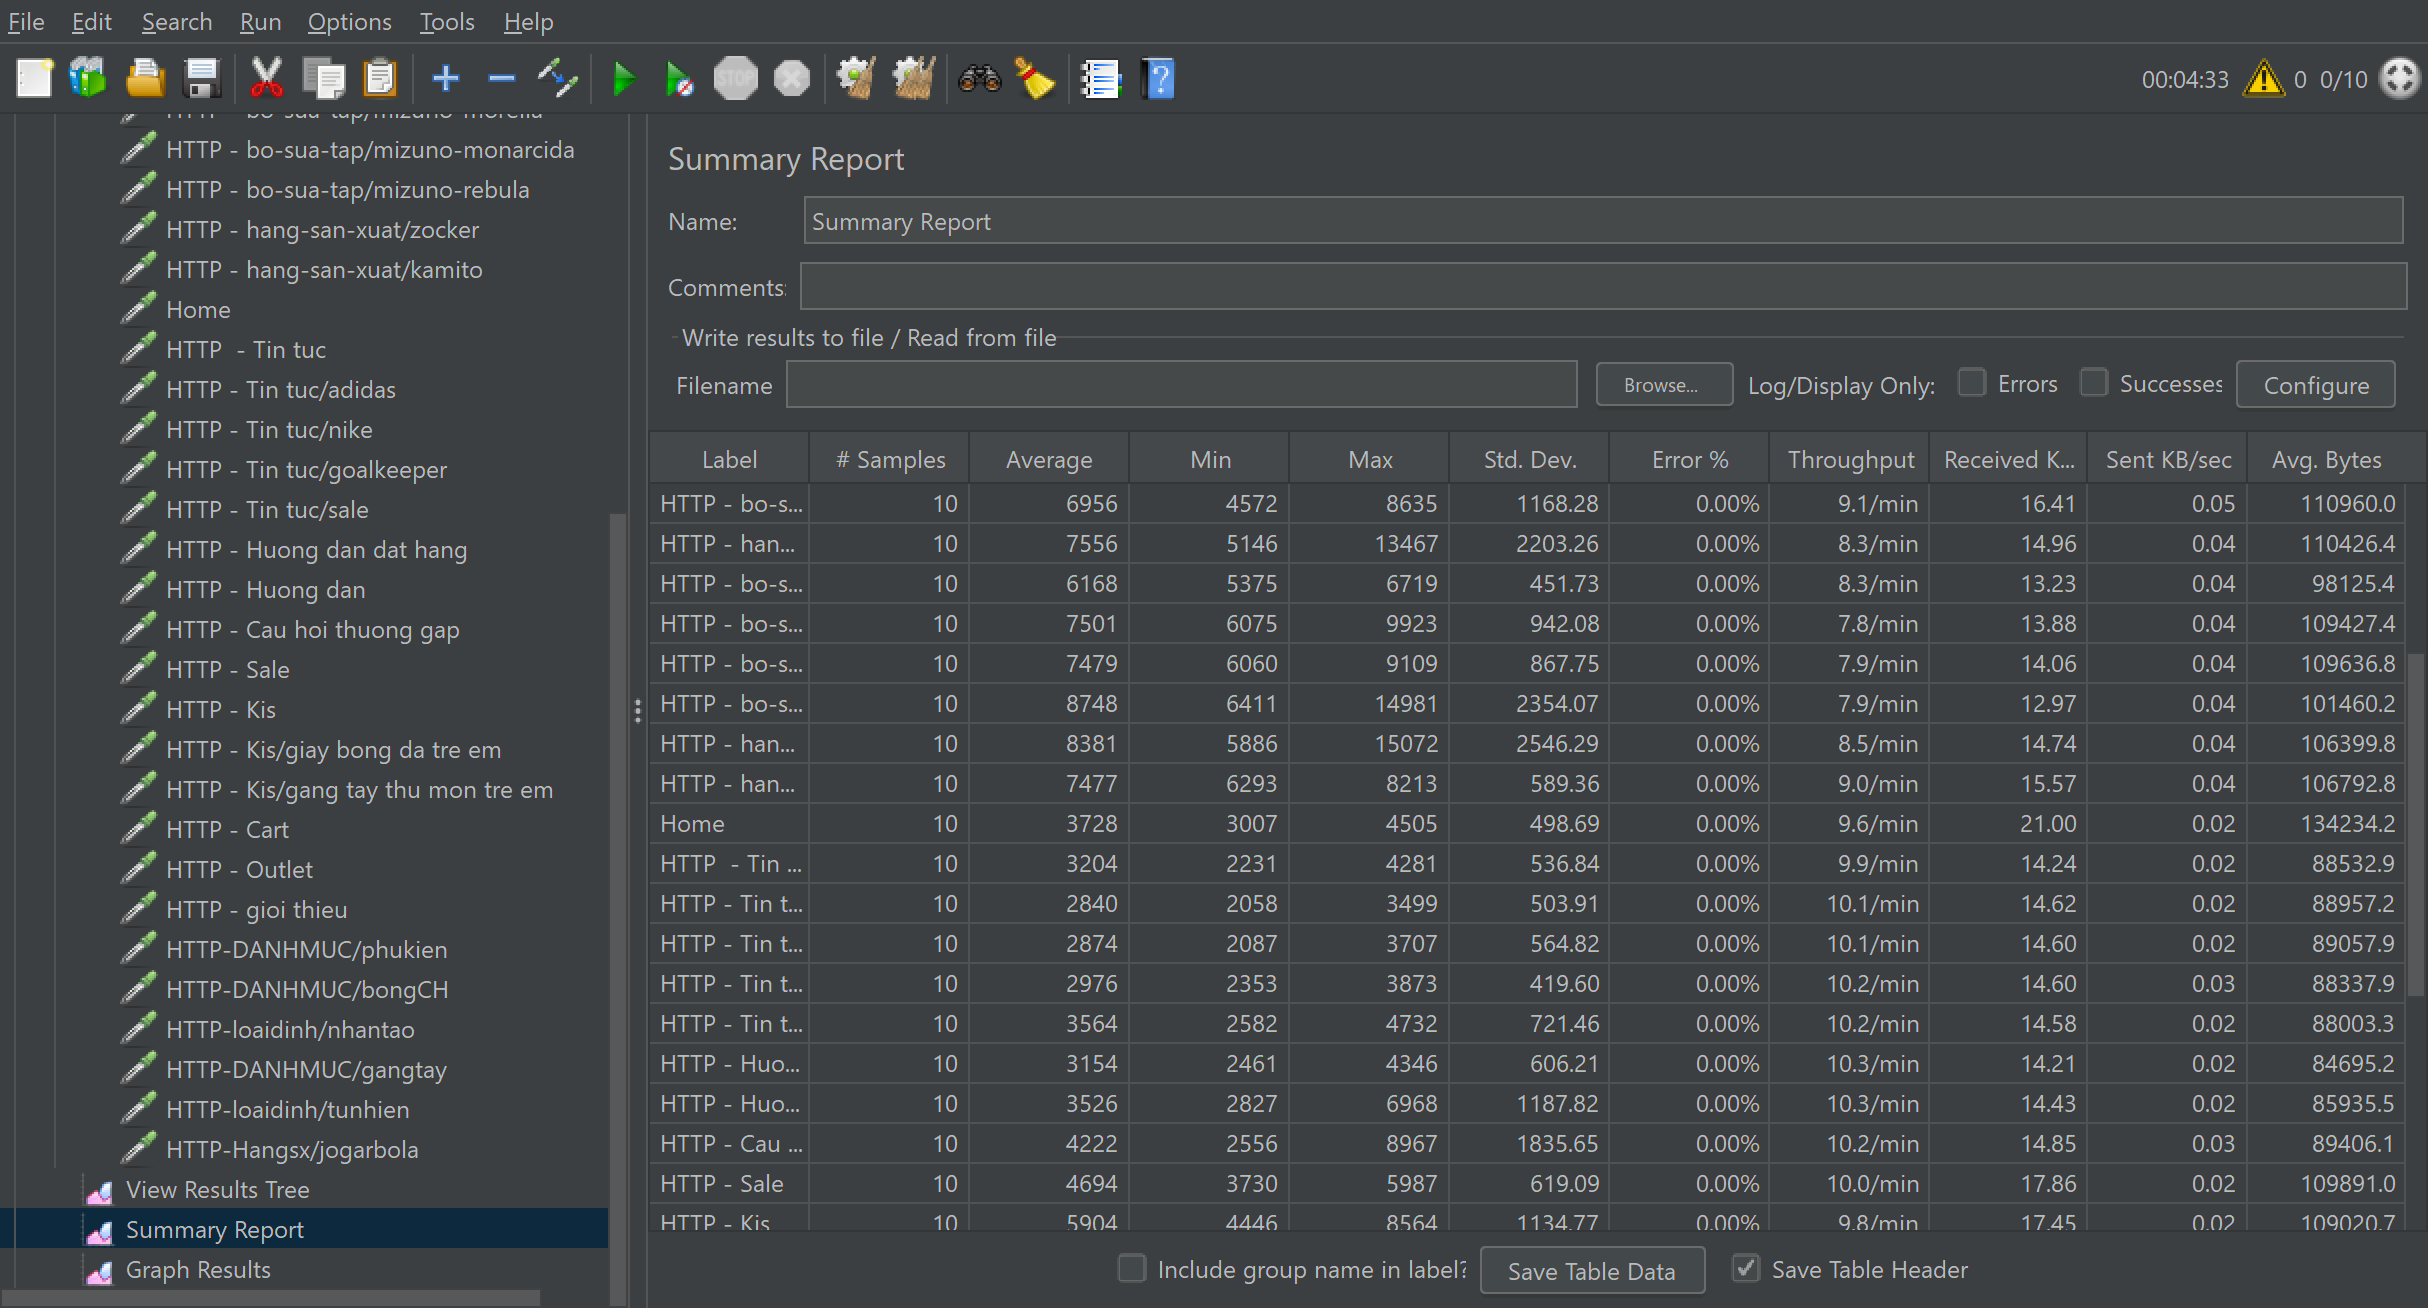 File Edit Search Run Options Tools Help
STOP
00:04:33 0 0/10
HTTP - bo-sua-tap/mizuno-morelia
HTTP - bo-sua-tap/mizuno-monarcida
HTTP - bo-sua-tap/mizuno-rebula
HTTP - hang-san-xuat/zocker
HTTP - hang-san-xuat/kamito
Home
HTTP  - Tin tuc
HTTP - Tin tuc/adidas
HTTP - Tin tuc/nike
HTTP - Tin tuc/goalkeeper
HTTP - Tin tuc/sale
HTTP - Huong dan dat hang
HTTP - Huong dan
HTTP - Cau hoi thuong gap
HTTP - Sale
HTTP - Kis
HTTP - Kis/giay bong da tre em
HTTP - Kis/gang tay thu mon tre em
HTTP - Cart
HTTP - Outlet
HTTP - gioi thieu
HTTP-DANHMUC/phukien
HTTP-DANHMUC/bongCH
HTTP-loaidinh/nhantao
HTTP-DANHMUC/gangtay
HTTP-loaidinh/tunhien
HTTP-Hangsx/jogarbola
View Results Tree
Summary Report
Graph Results
Summary Report
Name: Summary Report
Comments:
Write results to file / Read from file
Filename Browse... Log/Display Only: Errors Successes Configure
Label # Samples Average Min Max Std. Dev. Error % Throughput Received K... Sent KB/sec Avg. Bytes
HTTP - bo-s... 10 6956 4572 8635 1168.28 0.00% 9.1/min 16.41 0.05 110960.0
HTTP - han... 10 7556 5146 13467 2203.26 0.00% 8.3/min 14.96 0.04 110426.4
HTTP - bo-s... 10 6168 5375 6719 451.73 0.00% 8.3/min 13.23 0.04 98125.4
HTTP - bo-s... 10 7501 6075 9923 942.08 0.00% 7.8/min 13.88 0.04 109427.4
HTTP - bo-s... 10 7479 6060 9109 867.75 0.00% 7.9/min 14.06 0.04 109636.8
HTTP - bo-s... 10 8748 6411 14981 2354.07 0.00% 7.9/min 12.97 0.04 101460.2
HTTP - han... 10 8381 5886 15072 2546.29 0.00% 8.5/min 14.74 0.04 106399.8
HTTP - han... 10 7477 6293 8213 589.36 0.00% 9.0/min 15.57 0.04 106792.8
Home 10 3728 3007 4505 498.69 0.00% 9.6/min 21.00 0.02 134234.2
HTTP  - Tin ... 10 3204 2231 4281 536.84 0.00% 9.9/min 14.24 0.02 88532.9
HTTP - Tin t... 10 2840 2058 3499 503.91 0.00% 10.1/min 14.62 0.02 88957.2
HTTP - Tin t... 10 2874 2087 3707 564.82 0.00% 10.1/min 14.60 0.02 89057.9
HTTP - Tin t... 10 2976 2353 3873 419.60 0.00% 10.2/min 14.60 0.03 88337.9
HTTP - Tin t... 10 3564 2582 4732 721.46 0.00% 10.2/min 14.58 0.02 88003.3
HTTP - Huo... 10 3154 2461 4346 606.21 0.00% 10.3/min 14.21 0.02 84695.2
HTTP - Huo... 10 3526 2827 6968 1187.82 0.00% 10.3/min 14.43 0.02 85935.5
HTTP - Cau ... 10 4222 2556 8967 1835.65 0.00% 10.2/min 14.85 0.03 89406.1
HTTP - Sale 10 4694 3730 5987 619.09 0.00% 10.0/min 17.86 0.02 109891.0
HTTP - Kis 10 5904 4446 8564 1134.77 0.00% 9.8/min 17.45 0.02 109020.7
Include group name in label? Save Table Data Save Table Header